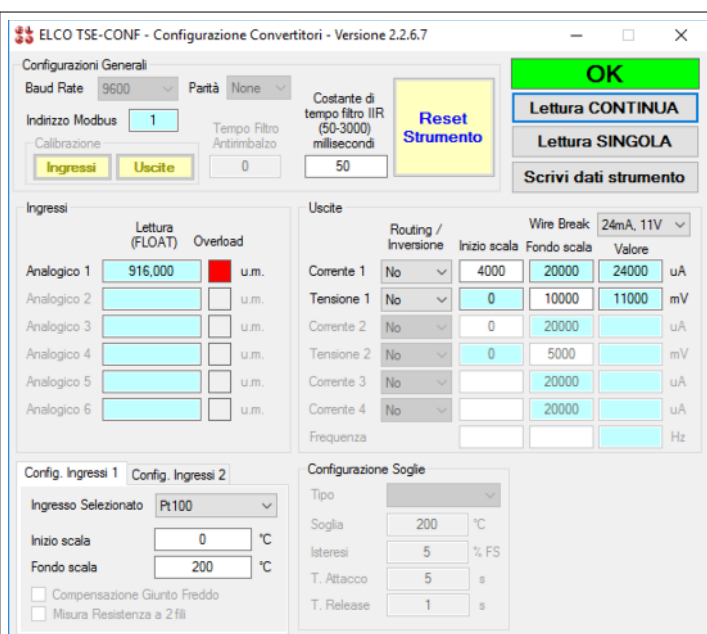 ELCO TSE-CONF - Configurazione Convertitori - Versione 2.2.6.7
Configurazioni Generali
Baud Rate 9600 Parità None
Indirizzo Modbus 1
Calibrazione
Ingressi Uscite
Tempo Filtro
Antirimbalzo
0
Costante di
tempo filtro IIR
(50-3000)
millisecondi
50
Reset
Strumento
OK
Lettura CONTINUA
Lettura SINGOLA
Scrivi dati strumento
Ingressi
Lettura
(FLOAT) Overload
Analogico 1 916,000 u.m.
Analogico 2 u.m.
Analogico 3 u.m.
Analogico 4 u.m.
Analogico 5 u.m.
Analogico 6 u.m.
Uscite
Wire Break 24mA, 11V
Routing /
Inversione Inizio scala Fondo scala Valore
Corrente 1 No 4000 20000 24000 uA
Tensione 1 No 0 10000 11000 mV
Corrente 2 No 0 20000 uA
Tensione 2 No 0 5000 mV
Corrente 3 No 20000 uA
Corrente 4 No 20000 uA
Frequenza Hz
Config. Ingressi 1 Config. Ingressi 2
Ingresso Selezionato Pt100
Inizio scala 0 °C
Fondo scala 200 °C
Compensazione Giunto Freddo
Misura Resistenza a 2 fili
Configurazione Soglie
Tipo
Soglia 200 °C
Isteresi 5 % FS
T. Attacco 5 s
T. Release 1 s